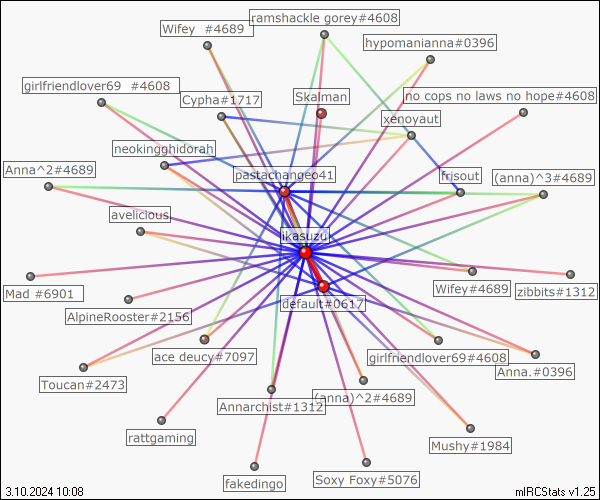 ramshackle gorey#4608
Wifey  #4689
hypomanianna#0396
girlfriendlover69  #4608
Cypha#1717
Skalman
no cops no laws no hope#4608
xenoyaut
neokingghidorah
Anna^2#4689
pastachangeo41
frisout
(anna)^3#4689
avelicious
ikasuzu
Mad #6901
AlpineRooster#2156
default#0617
Wifey#4689
zibbits#1312
ace deucy#7097
girlfriendlover69#4608
Anna.#0396
Toucan#2473
Annarchist#1312
(anna)^2#4689
rattgaming
Mushy#1984
fakedingo
Soxy Foxy#5076
3.10.2024 10:08
mIRCStats v1.25